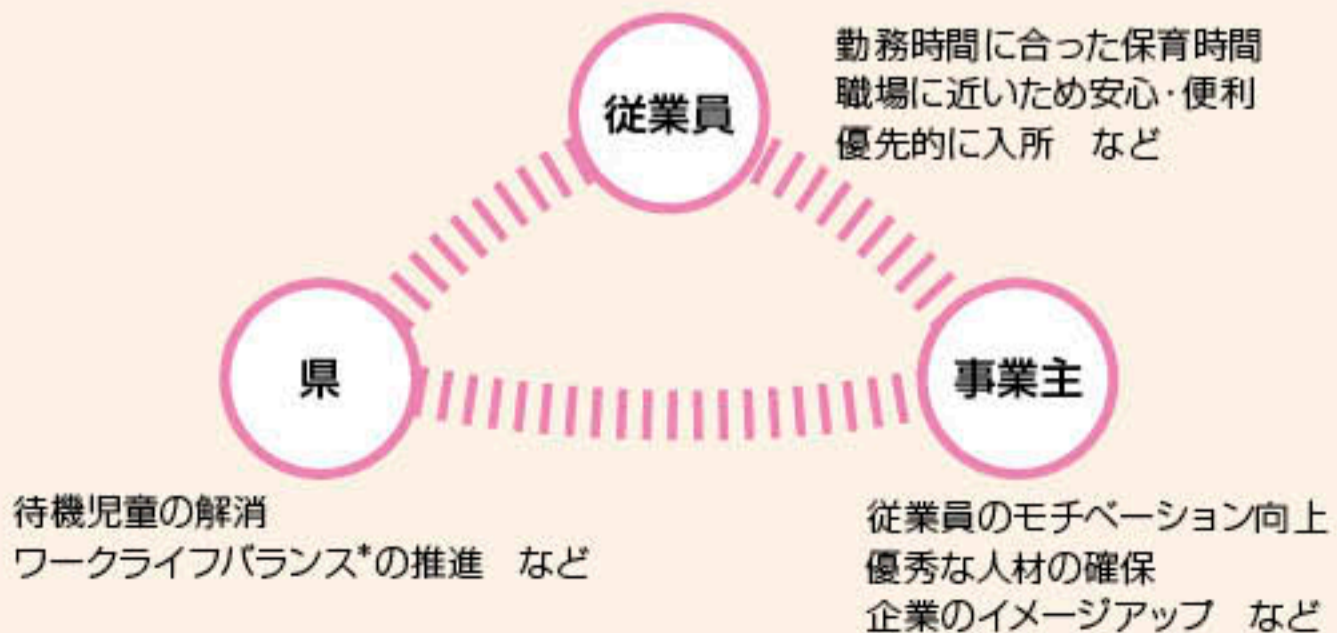 従業員
勤務時間に合った保育時間
職場に近いため安心・便利
優先的に入所　など
県
事業主
待機児童の解消
ワークライフバランス*の推進　など
従業員のモチベーション向上
優秀な人材の確保
企業のイメージアップ　など